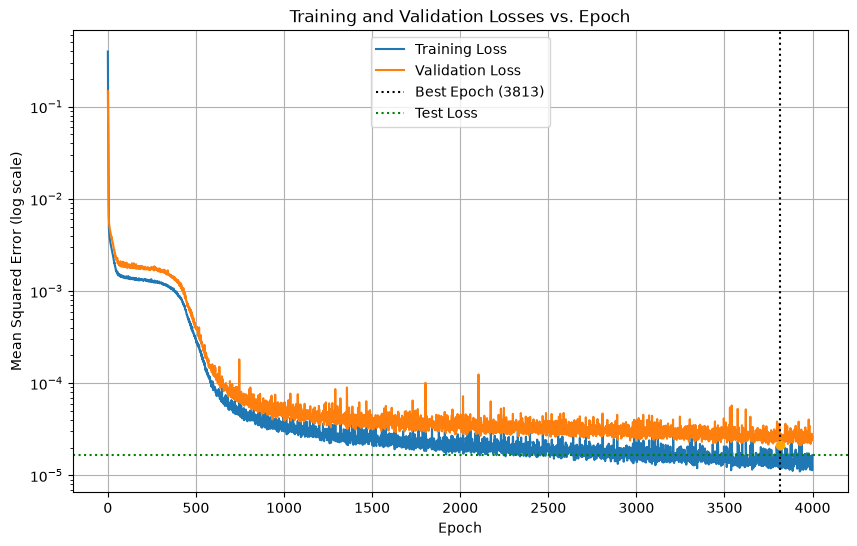 Training and Validation Losses vs. Epoch
Training Loss
Validation Loss
Best Epoch (3813)
Test Loss
Mean Squared Error (log scale)
10⁻¹
10⁻²
10⁻³
10⁻⁴
10⁻⁵
0 500 1000 1500 2000 2500 3000 3500 4000
Epoch